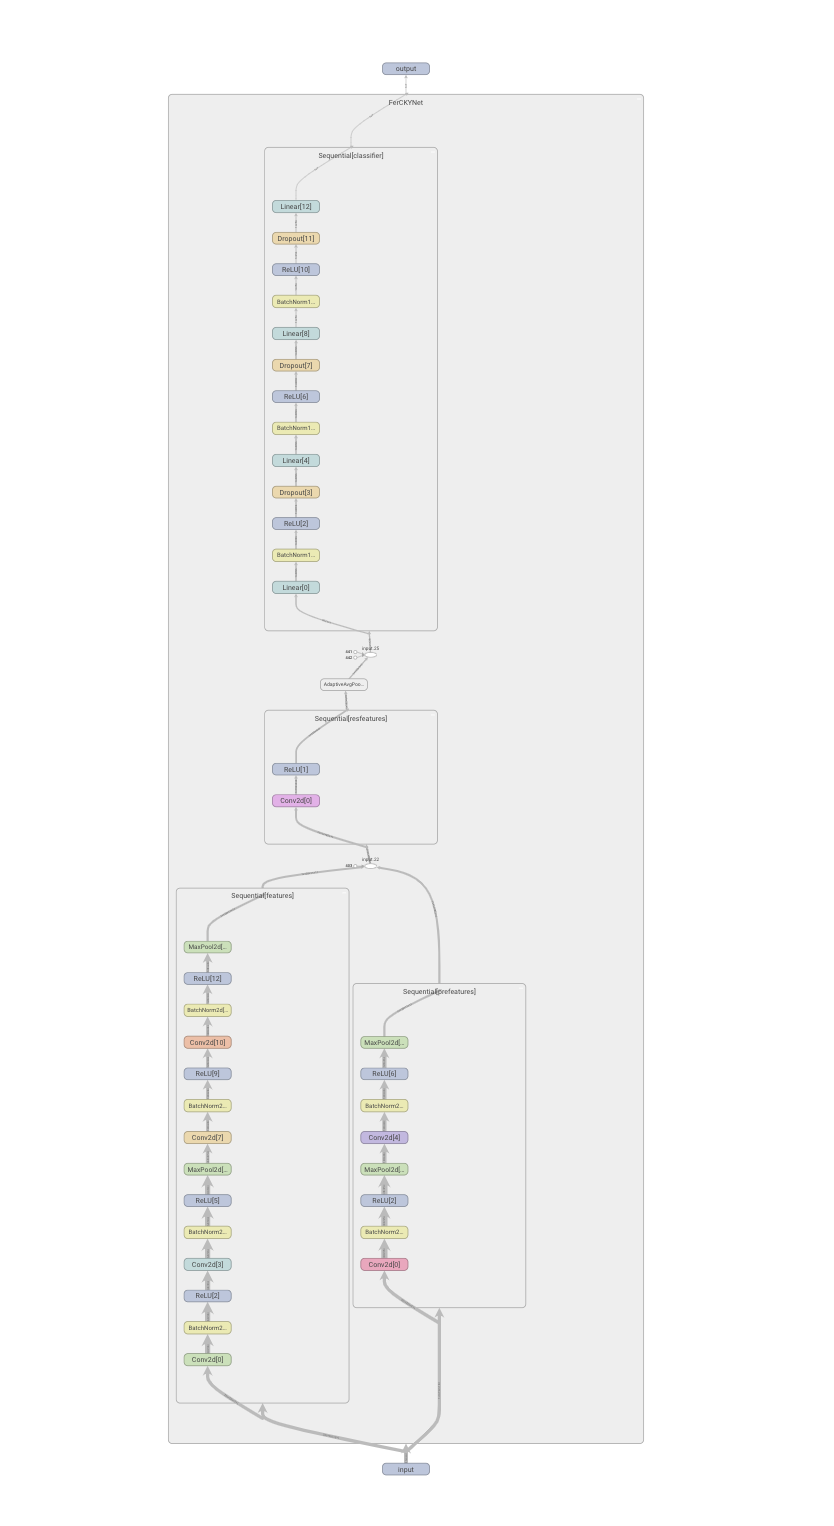 output
FerCKYNet
Sequential[classifier]
Linear[12]
Dropout[11]
ReLU[10]
BatchNorm1...
Linear[8]
Dropout[7]
ReLU[6]
BatchNorm1...
Linear[4]
Dropout[3]
ReLU[2]
BatchNorm1...
Linear[0]
input.25
AdaptiveAvgPoo...
Sequential[resfeatures]
ReLU[1]
Conv2d[0]
input.22
Sequential[features]
MaxPool2d[...
ReLU[12]
BatchNorm2d[...
Conv2d[10]
ReLU[9]
BatchNorm2...
Conv2d[7]
MaxPool2d[...
ReLU[5]
BatchNorm2...
Conv2d[3]
ReLU[2]
BatchNorm2...
Conv2d[0]
Sequential[prefeatures]
MaxPool2d[...
ReLU[6]
BatchNorm2...
Conv2d[4]
MaxPool2d[...
ReLU[2]
BatchNorm2...
Conv2d[0]
input